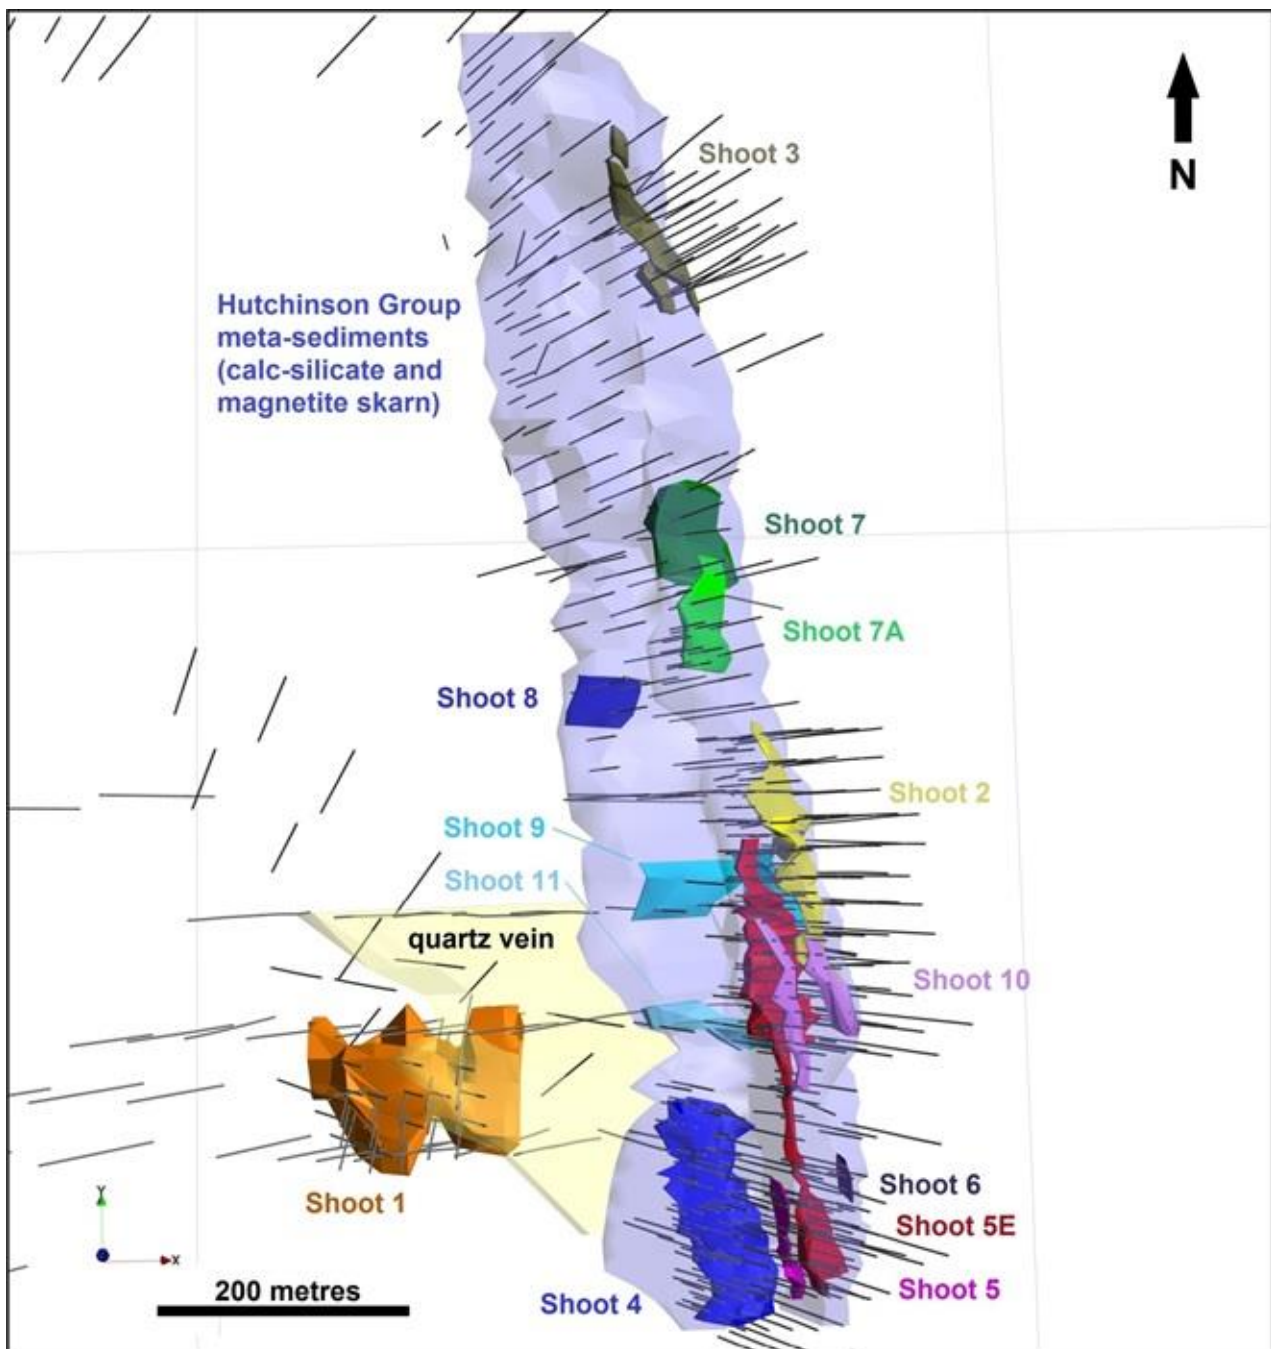 Shoot 3
N
Hutchinson Group
meta-sediments
(calc-silicate and
magnetite skarn)
Shoot 7
Shoot 7A
Shoot 8
Shoot 2
Shoot 9
Shoot 11
quartz vein
Shoot 10
Shoot 6
Shoot 1
Shoot 5E
Y
X
200 metres
Shoot 5
Shoot 4